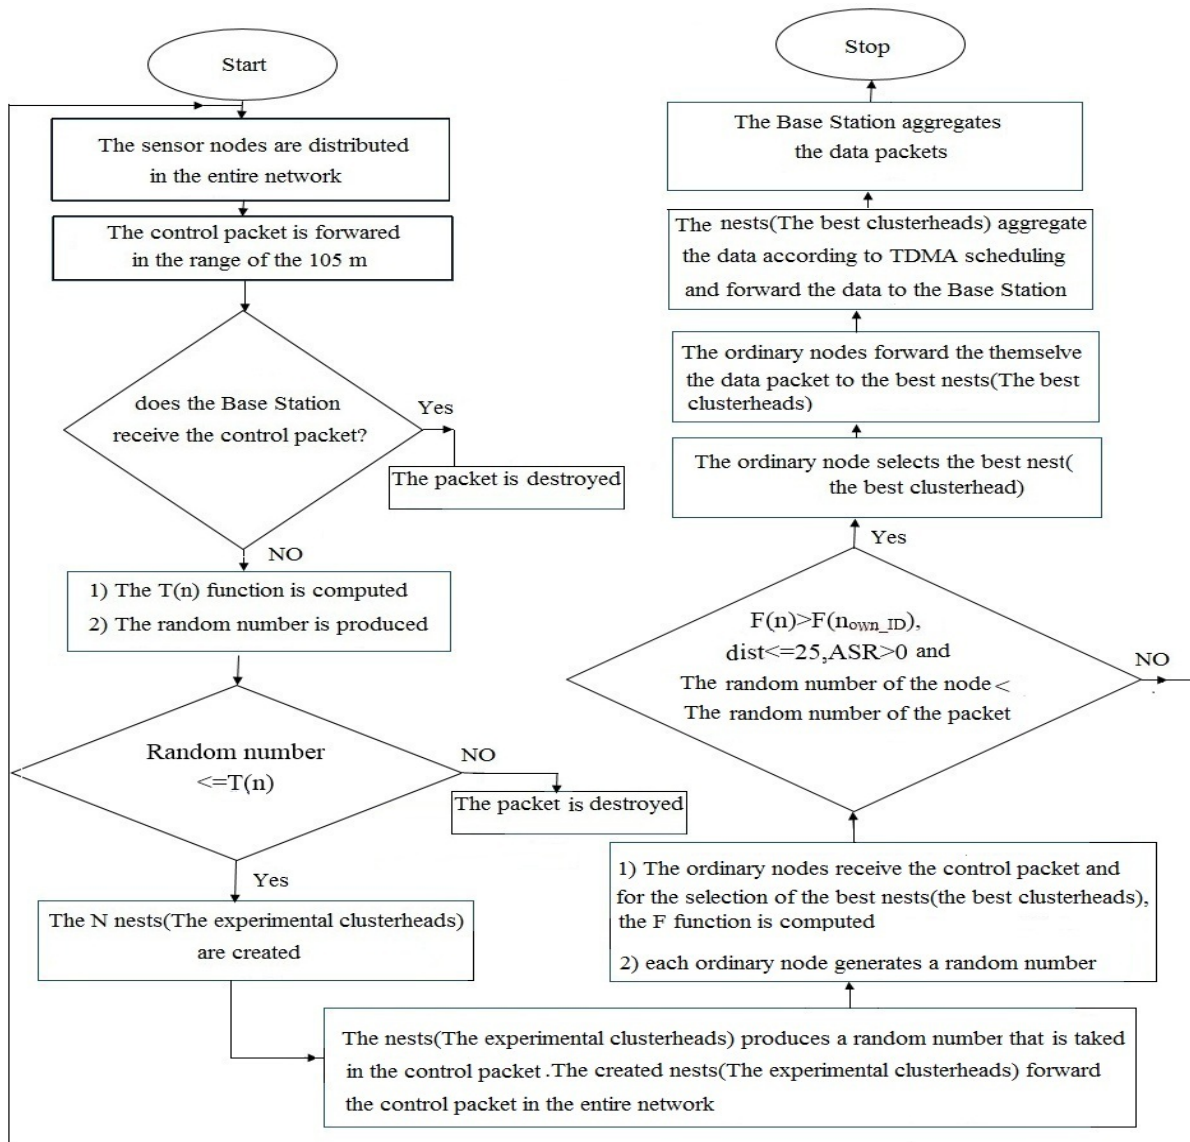 Start
The sensor nodes are distributed
in the entire network
The control packet is forwared
in the range of the 105 m
does the Base Station
receive the control packet?
Yes
The packet is destroyed
NO
1) The T(n) function is computed
2) The random number is produced
Random number
<=T(n)
NO
The packet is destroyed
Yes
The N nests(The experimental clusterheads)
are created
The nests(The experimental clusterheads) produces a random number that is taked
in the control packet .The created nests(The experimental clusterheads) forward
the control packet in the entire network
1) The ordinary nodes receive the control packet and
for the selection of the best nests(the best clusterheads),
the F function is computed
2) each ordinary node generates a random number
F(n)>F(nown_ID),
dist<=25,ASR>0 and
The random number of the node<
The random number of the packet
NO
Yes
The ordinary node selects the best nest(
the best clusterhead)
The ordinary nodes forward the themselve
the data packet to the best nests(The best
clusterheads)
The nests(The best clusterheads) aggregate
the data according to TDMA scheduling
and forward the data to the Base Station
The Base Station aggregates
the data packets
Stop